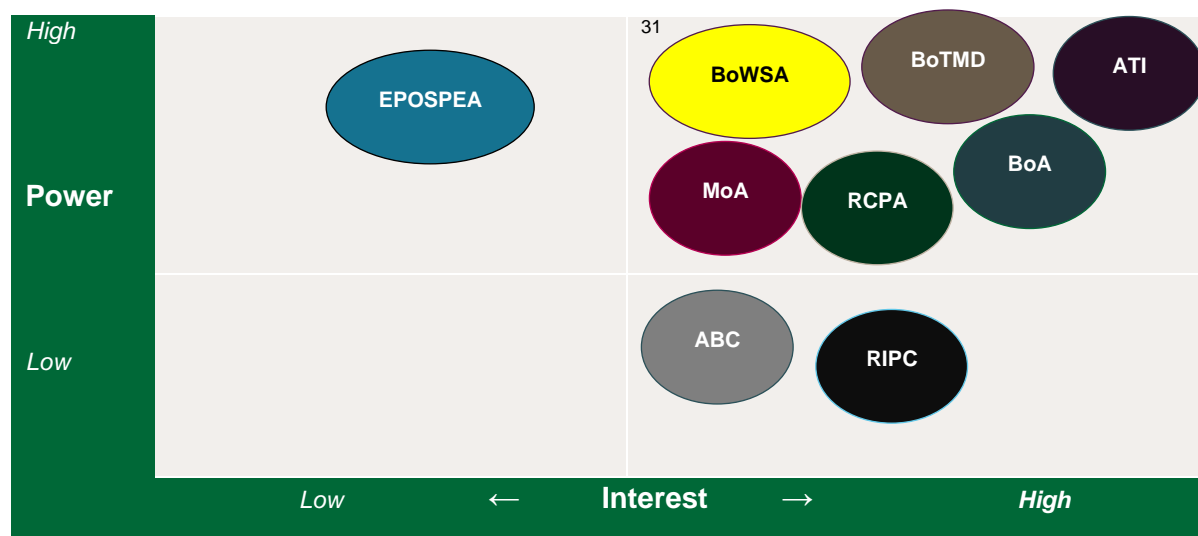 High
31
BoTMD
ATI
BoWSA
EPOSPEA
BoA
MoA
Power
RCPA
ABC
Low
RIPC
Low ← Interest → High